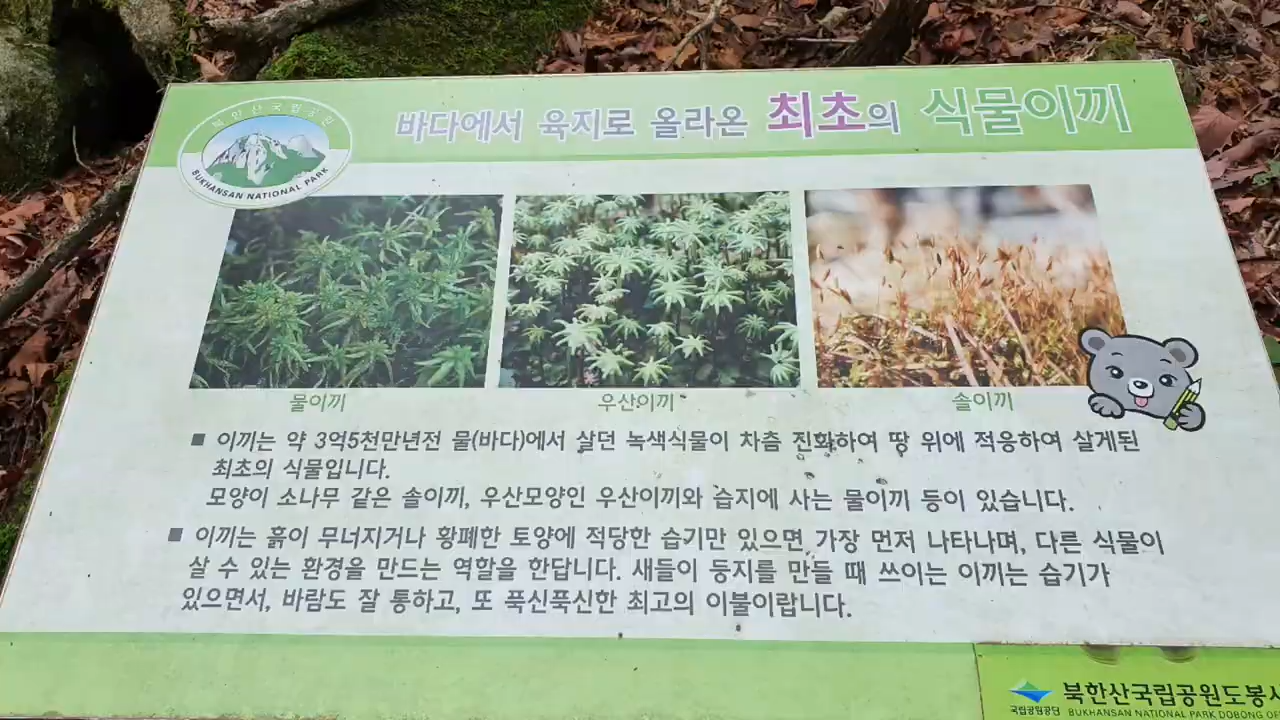 북한산국립공원
BUKHANSAN NATIONAL PARK
바다에서 육지로 올라온 최초의 식물이끼
물이끼
우산이끼
솔이끼
■ 이끼는 약 3억5천만년전 물(바다)에서 살던 녹색식물이 차츰 진화하여 땅 위에 적응하여 살게된
최초의 식물입니다.
모양이 소나무 같은 솔이끼, 우산모양인 우산이끼와 습지에 사는 물이끼 등이 있습니다.
■ 이끼는 흙이 무너지거나 황폐한 토양에 적당한 습기만 있으면 가장 먼저 나타나며, 다른 식물이
살 수 있는 환경을 만드는 역할을 한답니다. 새들이 둥지를 만들 때 쓰이는 이끼는 습기가
있으면서, 바람도 잘 통하고, 또 푹신푹신한 최고의 이불이랍니다.
국립공원공단
북한산국립공원도봉
BUKHANSAN NATIONAL PARK DOBONG